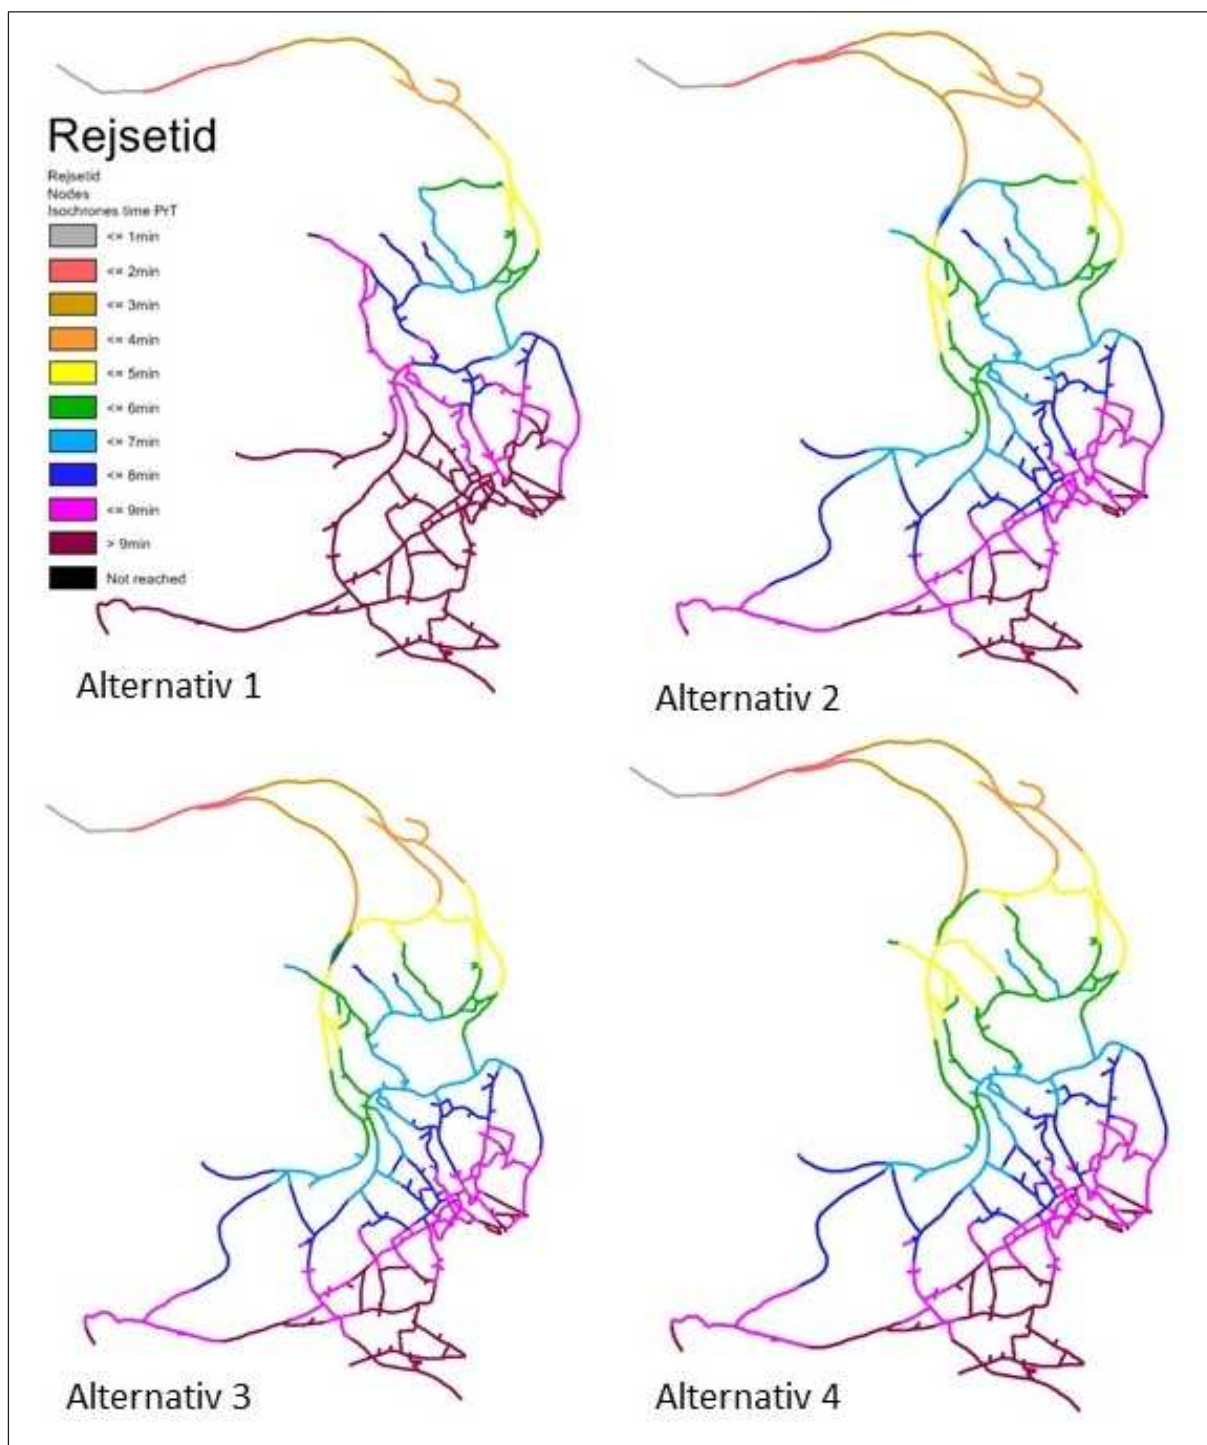 Rejsetid
Rejsetid
Nodes
Isochrones time PrT
<= 1min
<= 2min
<= 3min
<= 4min
<= 5min
<= 6min
<= 7min
<= 8min
<= 9min
> 9min
Not reached
Alternativ 1
Alternativ 2
Alternativ 3
Alternativ 4